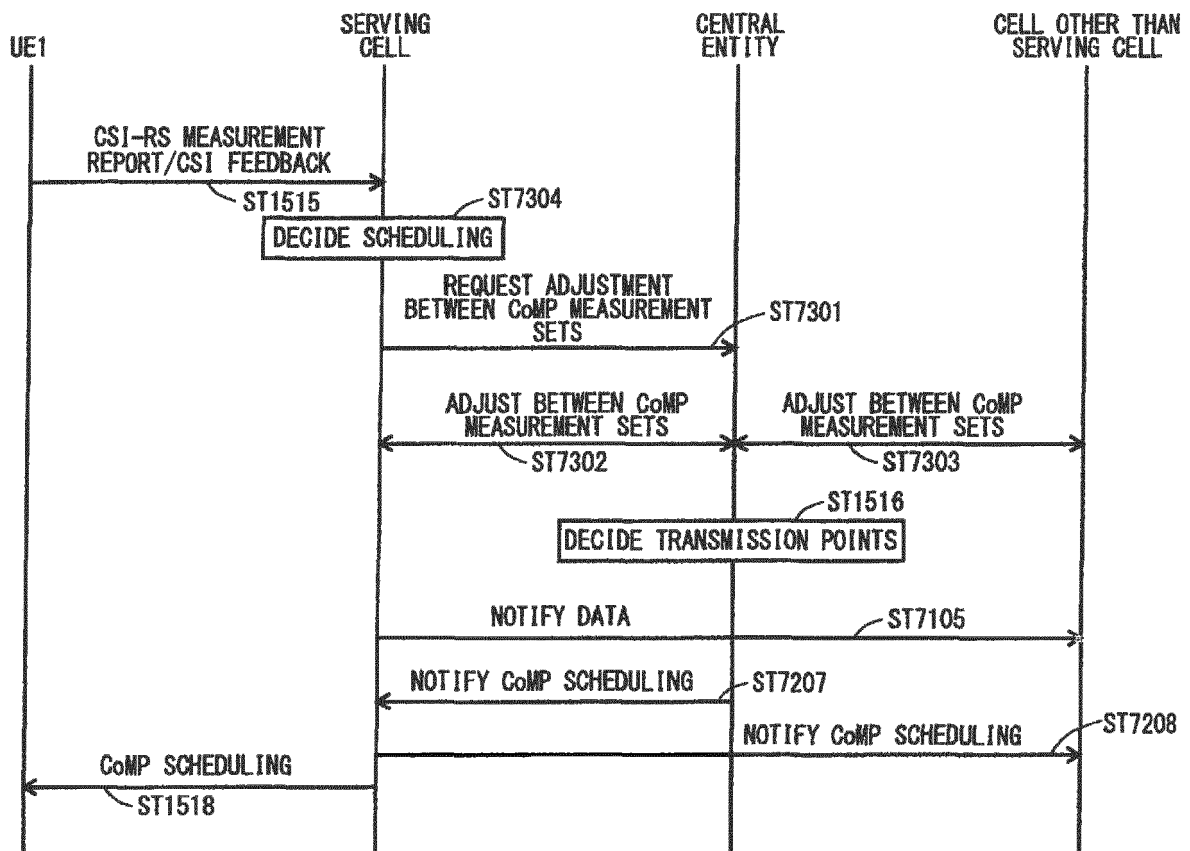 UE1
SERVING
CELL
CENTRAL
ENTITY
CELL OTHER THAN
SERVING CELL
CSI-RS MEASUREMENT
REPORT/CSI FEEDBACK
ST1515
ST7304
DECIDE SCHEDULING
REQUEST ADJUSTMENT
BETWEEN CoMP MEASUREMENT
SETS
ST7301
ADJUST BETWEEN CoMP
MEASUREMENT SETS
ST7302
ADJUST BETWEEN CoMP
MEASUREMENT SETS
ST7303
ST1516
DECIDE TRANSMISSION POINTS
NOTIFY DATA
ST7105
NOTIFY CoMP SCHEDULING
ST7207
NOTIFY CoMP SCHEDULING
ST7208
CoMP SCHEDULING
ST1518